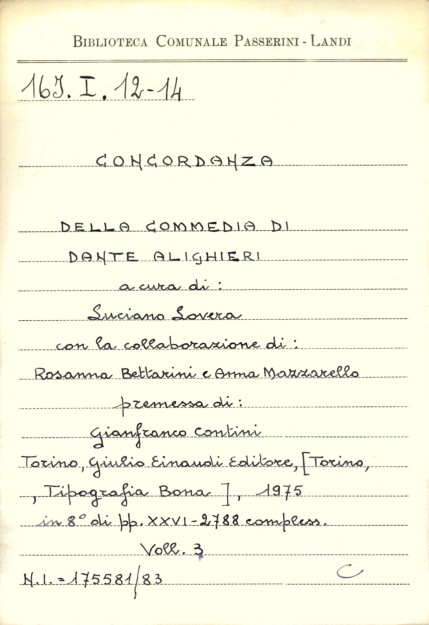 BIBLIOTECA COMUNALE PASSERINI-LANDI
16J. I. 12-14
CONCORDANZA
DELLA COMMEDIA DI
DANTE ALIGHIERI
a cura di :
Luciano Lovera
con la collaborazione di :
Rosanna Bettarini e Anna Mazzarello
premessa di :
Gianfranco Contini
Torino, Giulio Einaudi Editore, [Torino,
, Tipografia Bona ], 1975
in 8° di pp. XXVI-2788 compless.
Voll. 3
N.I. = 175581/83
C